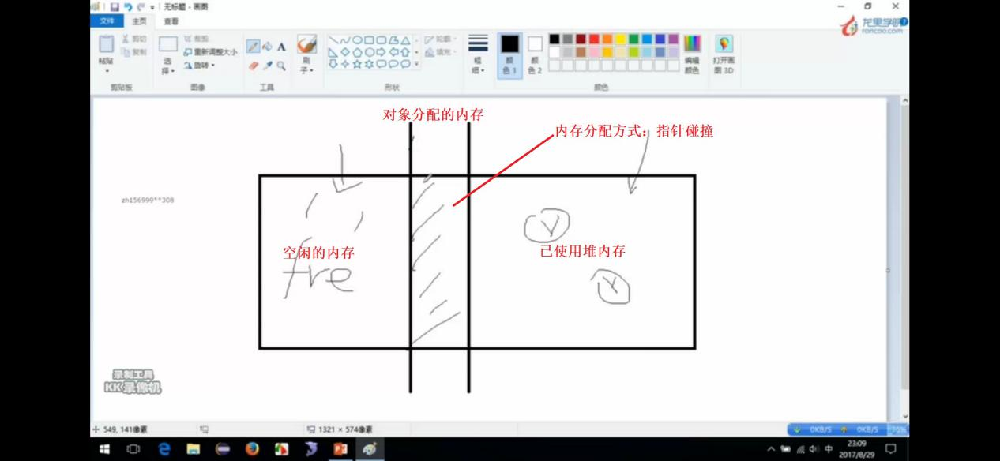 无标题 - 画图
文件 主页 查看
粘贴
剪切
复制
剪贴板
选择
裁剪
重新调整大小
旋转
图像
A
工具
刷子
形状
轮廓
填充
粗细
颜色 1
颜色 2
颜色
编辑颜色
打开画图 3D
龙果学院
roncoo.com
对象分配的内存
内存分配方式：指针碰撞
zh156999**308
空闲的内存
fre
已使用堆内存
录制工具
KK录像机
549, 141像素
1321 × 574像素
0KB/S
0KB/S
36%
中
23:09
2017/8/29